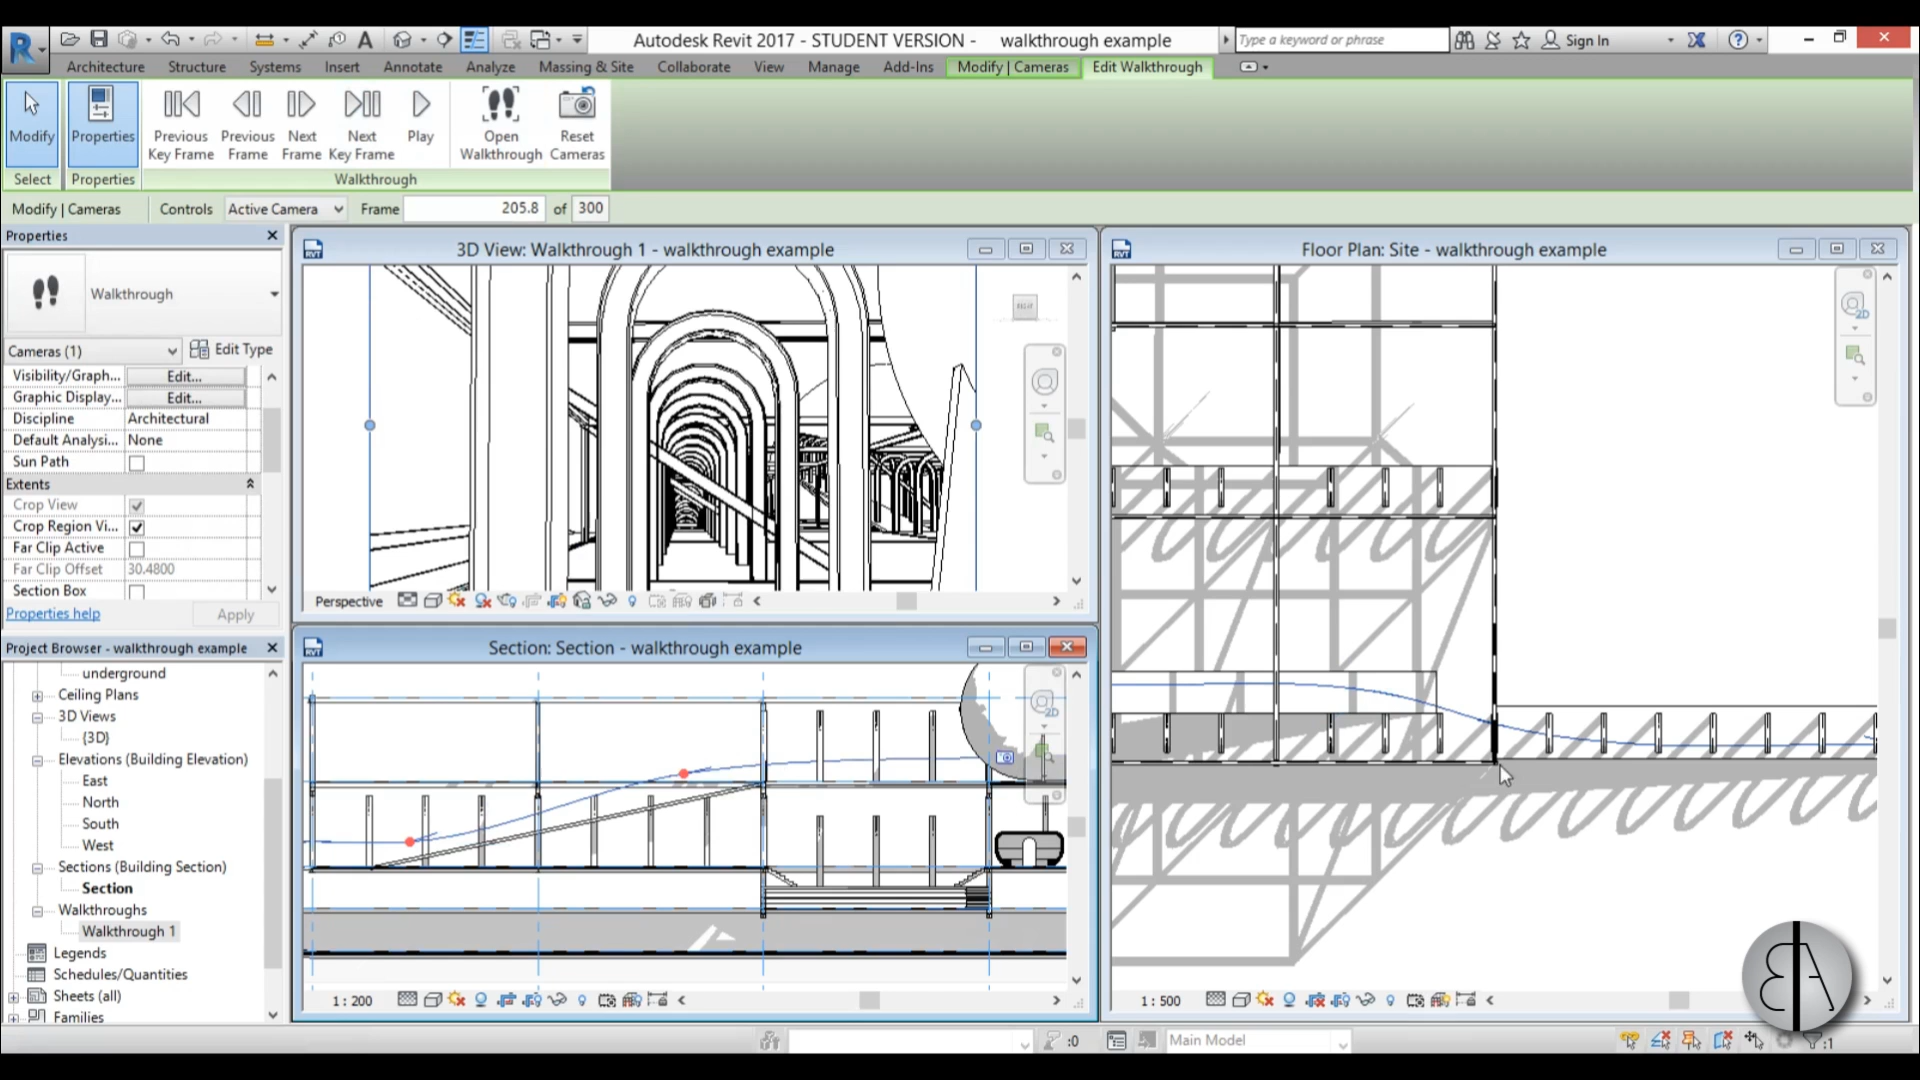 Autodesk Revit 2017 - STUDENT VERSION - walkthrough example
Type a keyword or phrase
Sign In
Architecture Structure Systems Insert Annotate Analyze Massing & Site Collaborate View Manage Add-Ins Modify | Cameras Edit Walkthrough
Modify Properties Previous Key Frame Previous Frame Next Frame Next Key Frame Play Open Walkthrough Reset Cameras
Select Properties Walkthrough
Modify | Cameras Controls Active Camera Frame 205.8 of 300
Properties
Walkthrough
Cameras (1) Edit Type
Visibility/Graph... Edit...
Graphic Display... Edit...
Discipline Architectural
Default Analysi... None
Sun Path
Extents
Crop View
Crop Region Vi...
Far Clip Active
Far Clip Offset 30.4800
Section Box
Properties help Apply
Project Browser - walkthrough example
underground
Ceiling Plans
3D Views
{3D}
Elevations (Building Elevation)
East
North
South
West
Sections (Building Section)
Section
Walkthroughs
Walkthrough 1
Legends
Schedules/Quantities
Sheets (all)
Families
3D View: Walkthrough 1 - walkthrough example
Perspective
Section: Section - walkthrough example
2D
1 : 200
Floor Plan: Site - walkthrough example
2D
1 : 500
:0
Main Model
:1